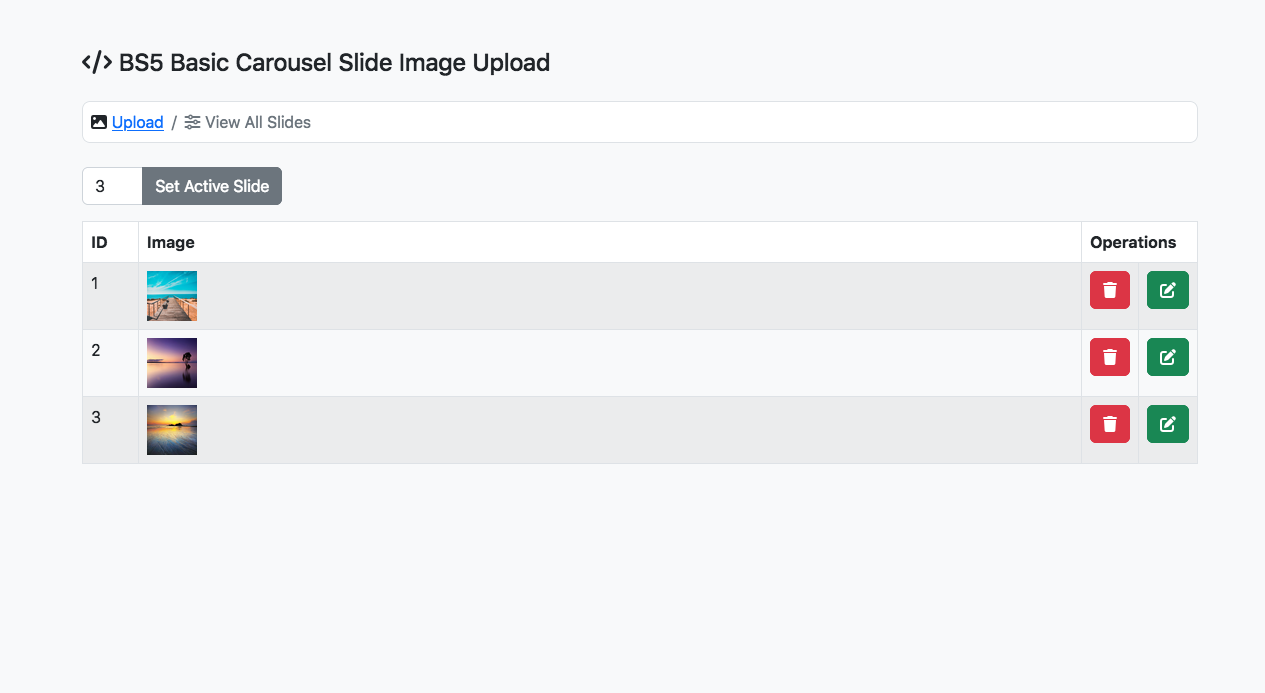 </> BS5 Basic Carousel Slide Image Upload
Upload / View All Slides
3 Set Active Slide
ID Image Operations
1
2
3